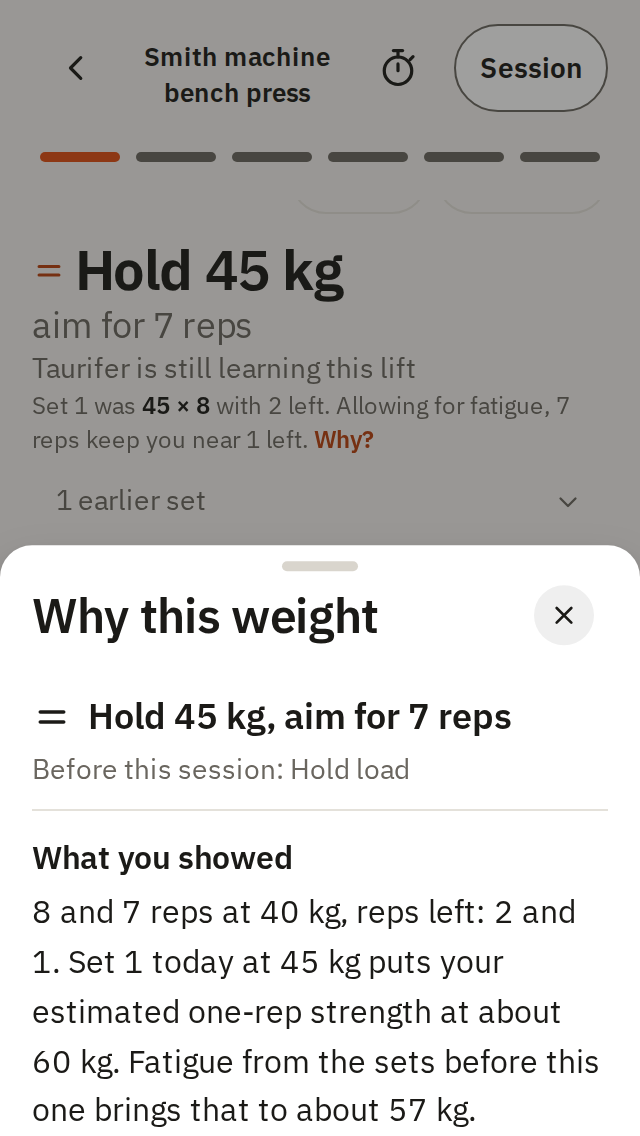 Smith machine
bench press
Session
= Hold 45 kg
aim for 7 reps
Taurifer is still learning this lift
Set 1 was 45 × 8 with 2 left. Allowing for fatigue, 7
reps keep you near 1 left. Why?
1 earlier set
Why this weight
= Hold 45 kg, aim for 7 reps
Before this session: Hold load
What you showed
8 and 7 reps at 40 kg, reps left: 2 and
1. Set 1 today at 45 kg puts your
estimated one-rep strength at about
60 kg. Fatigue from the sets before this
one brings that to about 57 kg.